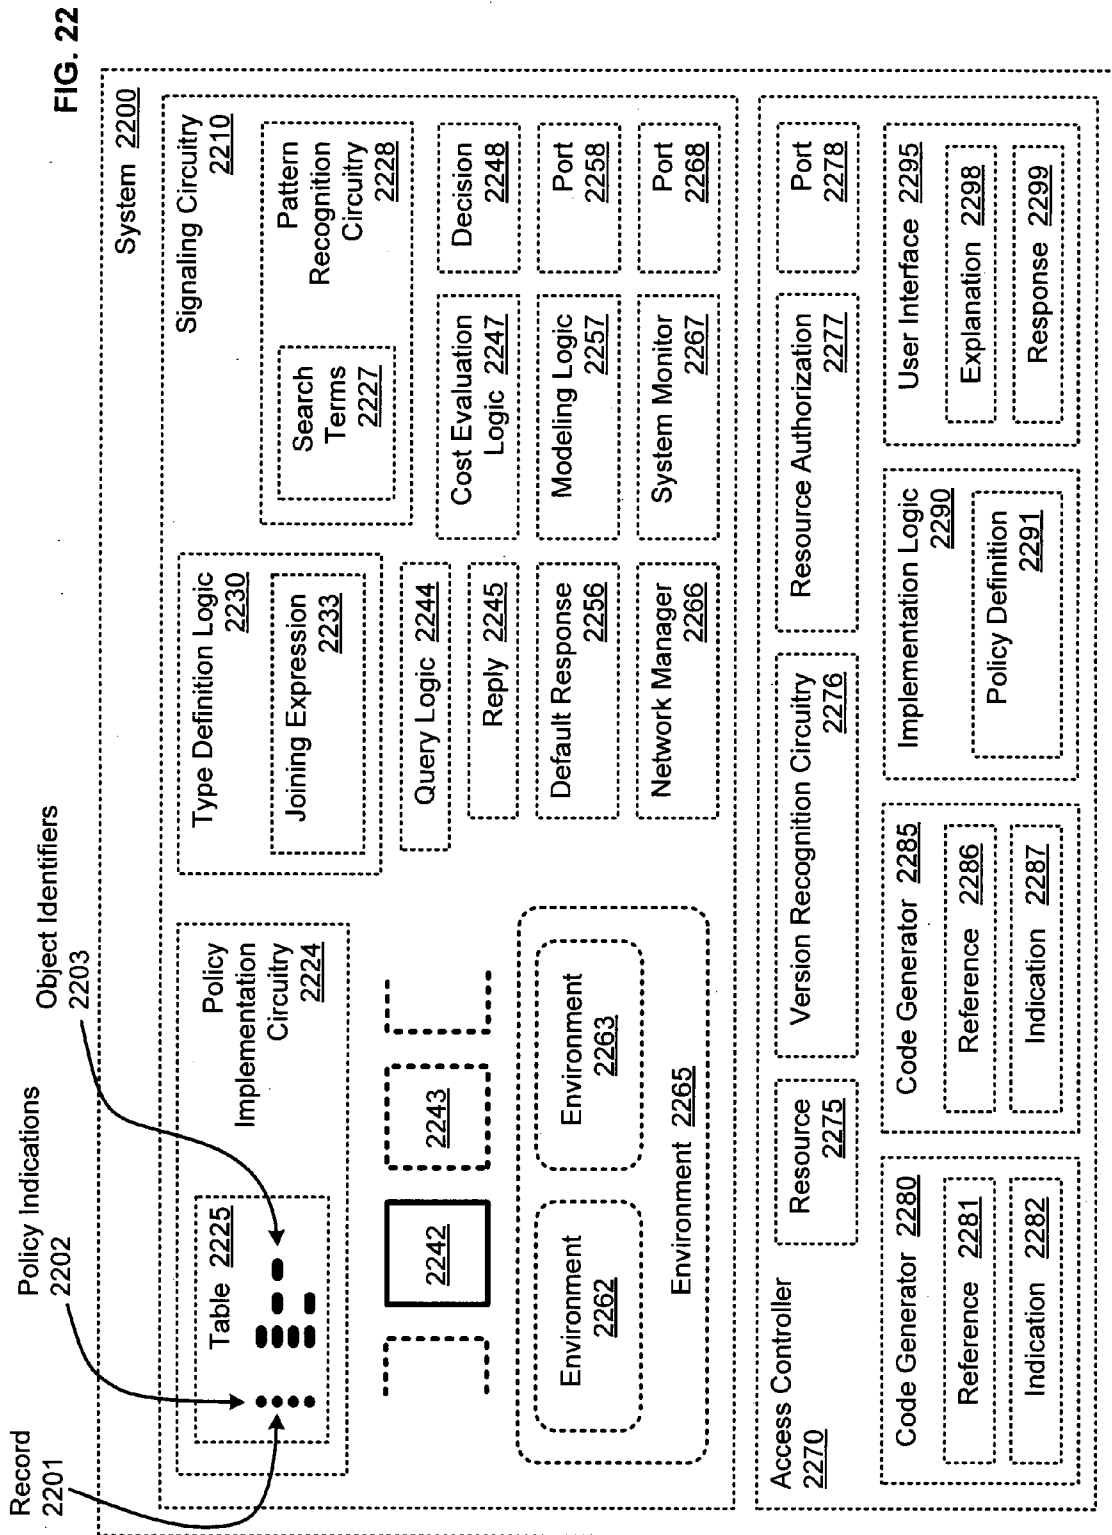 FIG. 22
System 2200
Signaling Circuitry
2210
Record
2201
Policy Indications
2202
Object Identifiers
2203
Policy
Implementation
Circuitry
2224
Table 2225
Type Definition Logic
2230
Joining Expression
2233
Pattern
Recognition
Circuitry
2228
Search
Terms
2227
2242
2243
Query Logic 2244
Reply 2245
Cost Evaluation
Logic 2247
Decision
2248
Default Response
2256
Modeling Logic
2257
Port
2258
Environment
2262
Environment
2263
Environment 2265
Network Manager
2266
System Monitor
2267
Port
2268
Access Controller
2270
Resource
2275
Version Recognition Circuitry
2276
Resource Authorization
2277
Port
2278
Code Generator 2280
Reference 2281
Indication 2282
Code Generator 2285
Reference 2286
Indication 2287
Implementation Logic
2290
Policy Definition
2291
User Interface 2295
Explanation 2298
Response 2299